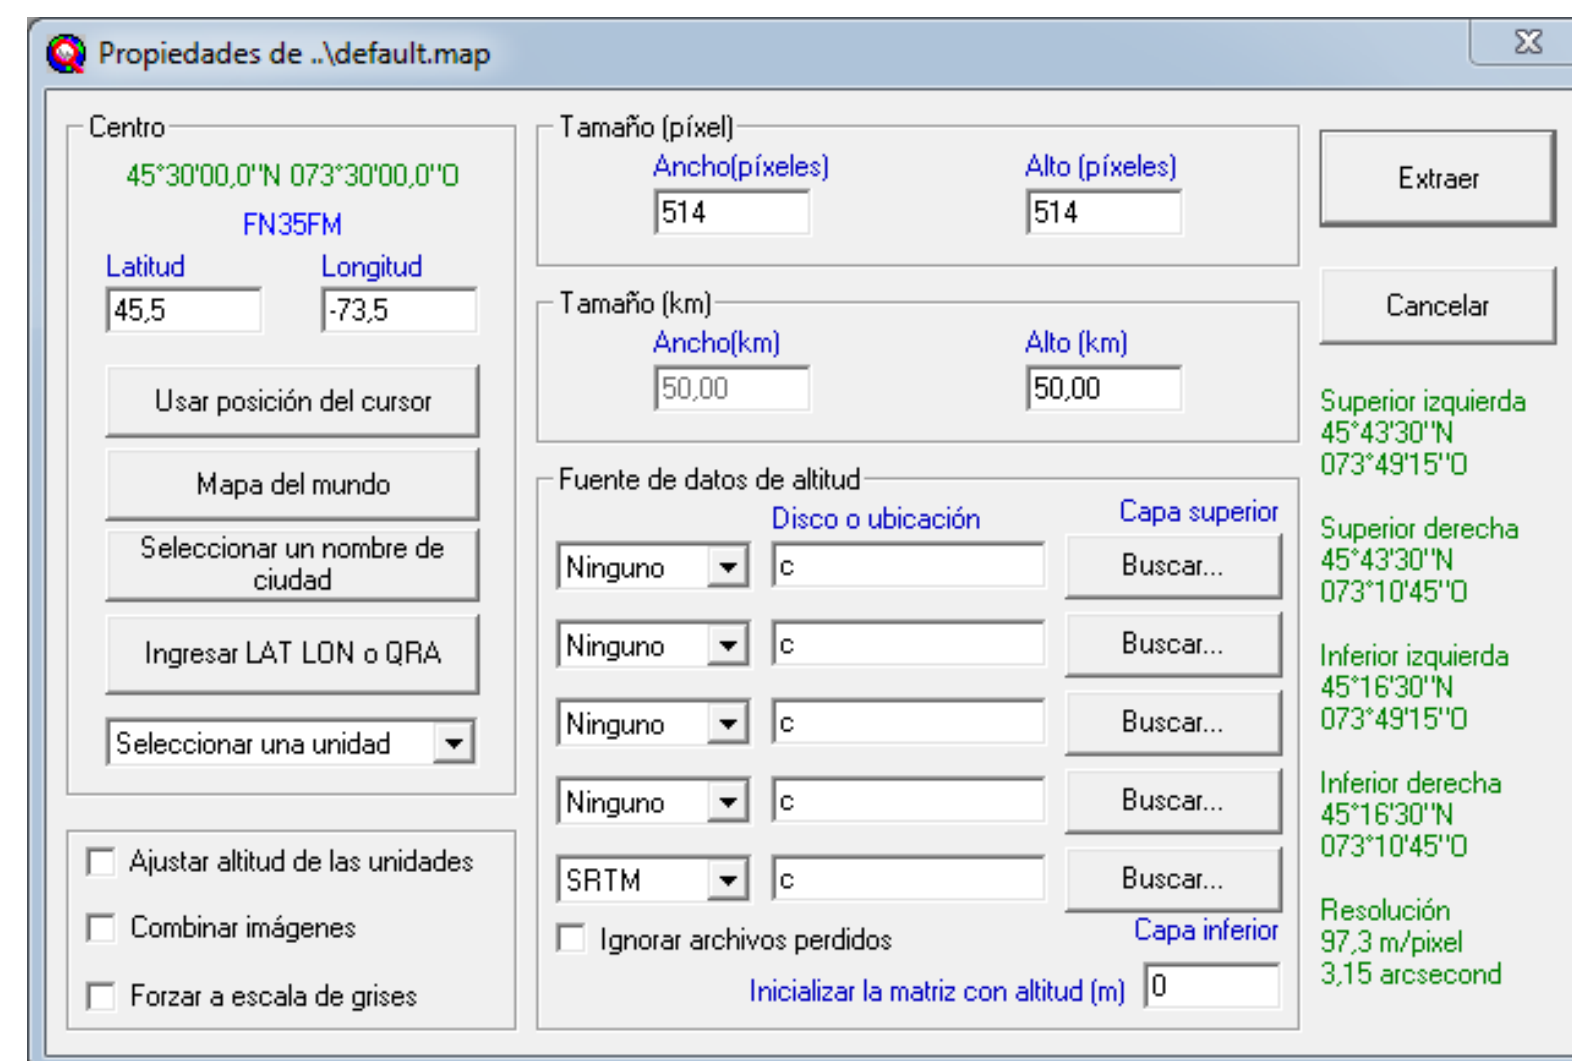 Propiedades de ..\default.map
Centro
45°30'00,0''N 073°30'00,0''O
FN35FM
Latitud Longitud
45,5 -73,5
Usar posición del cursor
Mapa del mundo
Seleccionar un nombre de
ciudad
Ingresar LAT LON o QRA
Seleccionar una unidad
Ajustar altitud de las unidades
Combinar imágenes
Forzar a escala de grises
Tamaño (píxel)
Ancho(píxeles) Alto (píxeles)
514 514
Tamaño (km)
Ancho(km) Alto (km)
50,00 50,00
Fuente de datos de altitud
Disco o ubicación Capa superior
Ninguno c Buscar...
Ninguno c Buscar...
Ninguno c Buscar...
Ninguno c Buscar...
SRTM c Buscar...
Ignorar archivos perdidos Capa inferior
Inicializar la matriz con altitud (m) 0
Extraer
Cancelar
Superior izquierda
45°43'30''N
073°49'15''O
Superior derecha
45°43'30''N
073°10'45''O
Inferior izquierda
45°16'30''N
073°49'15''O
Inferior derecha
45°16'30''N
073°10'45''O
Resolución
97,3 m/pixel
3,15 arcsecond